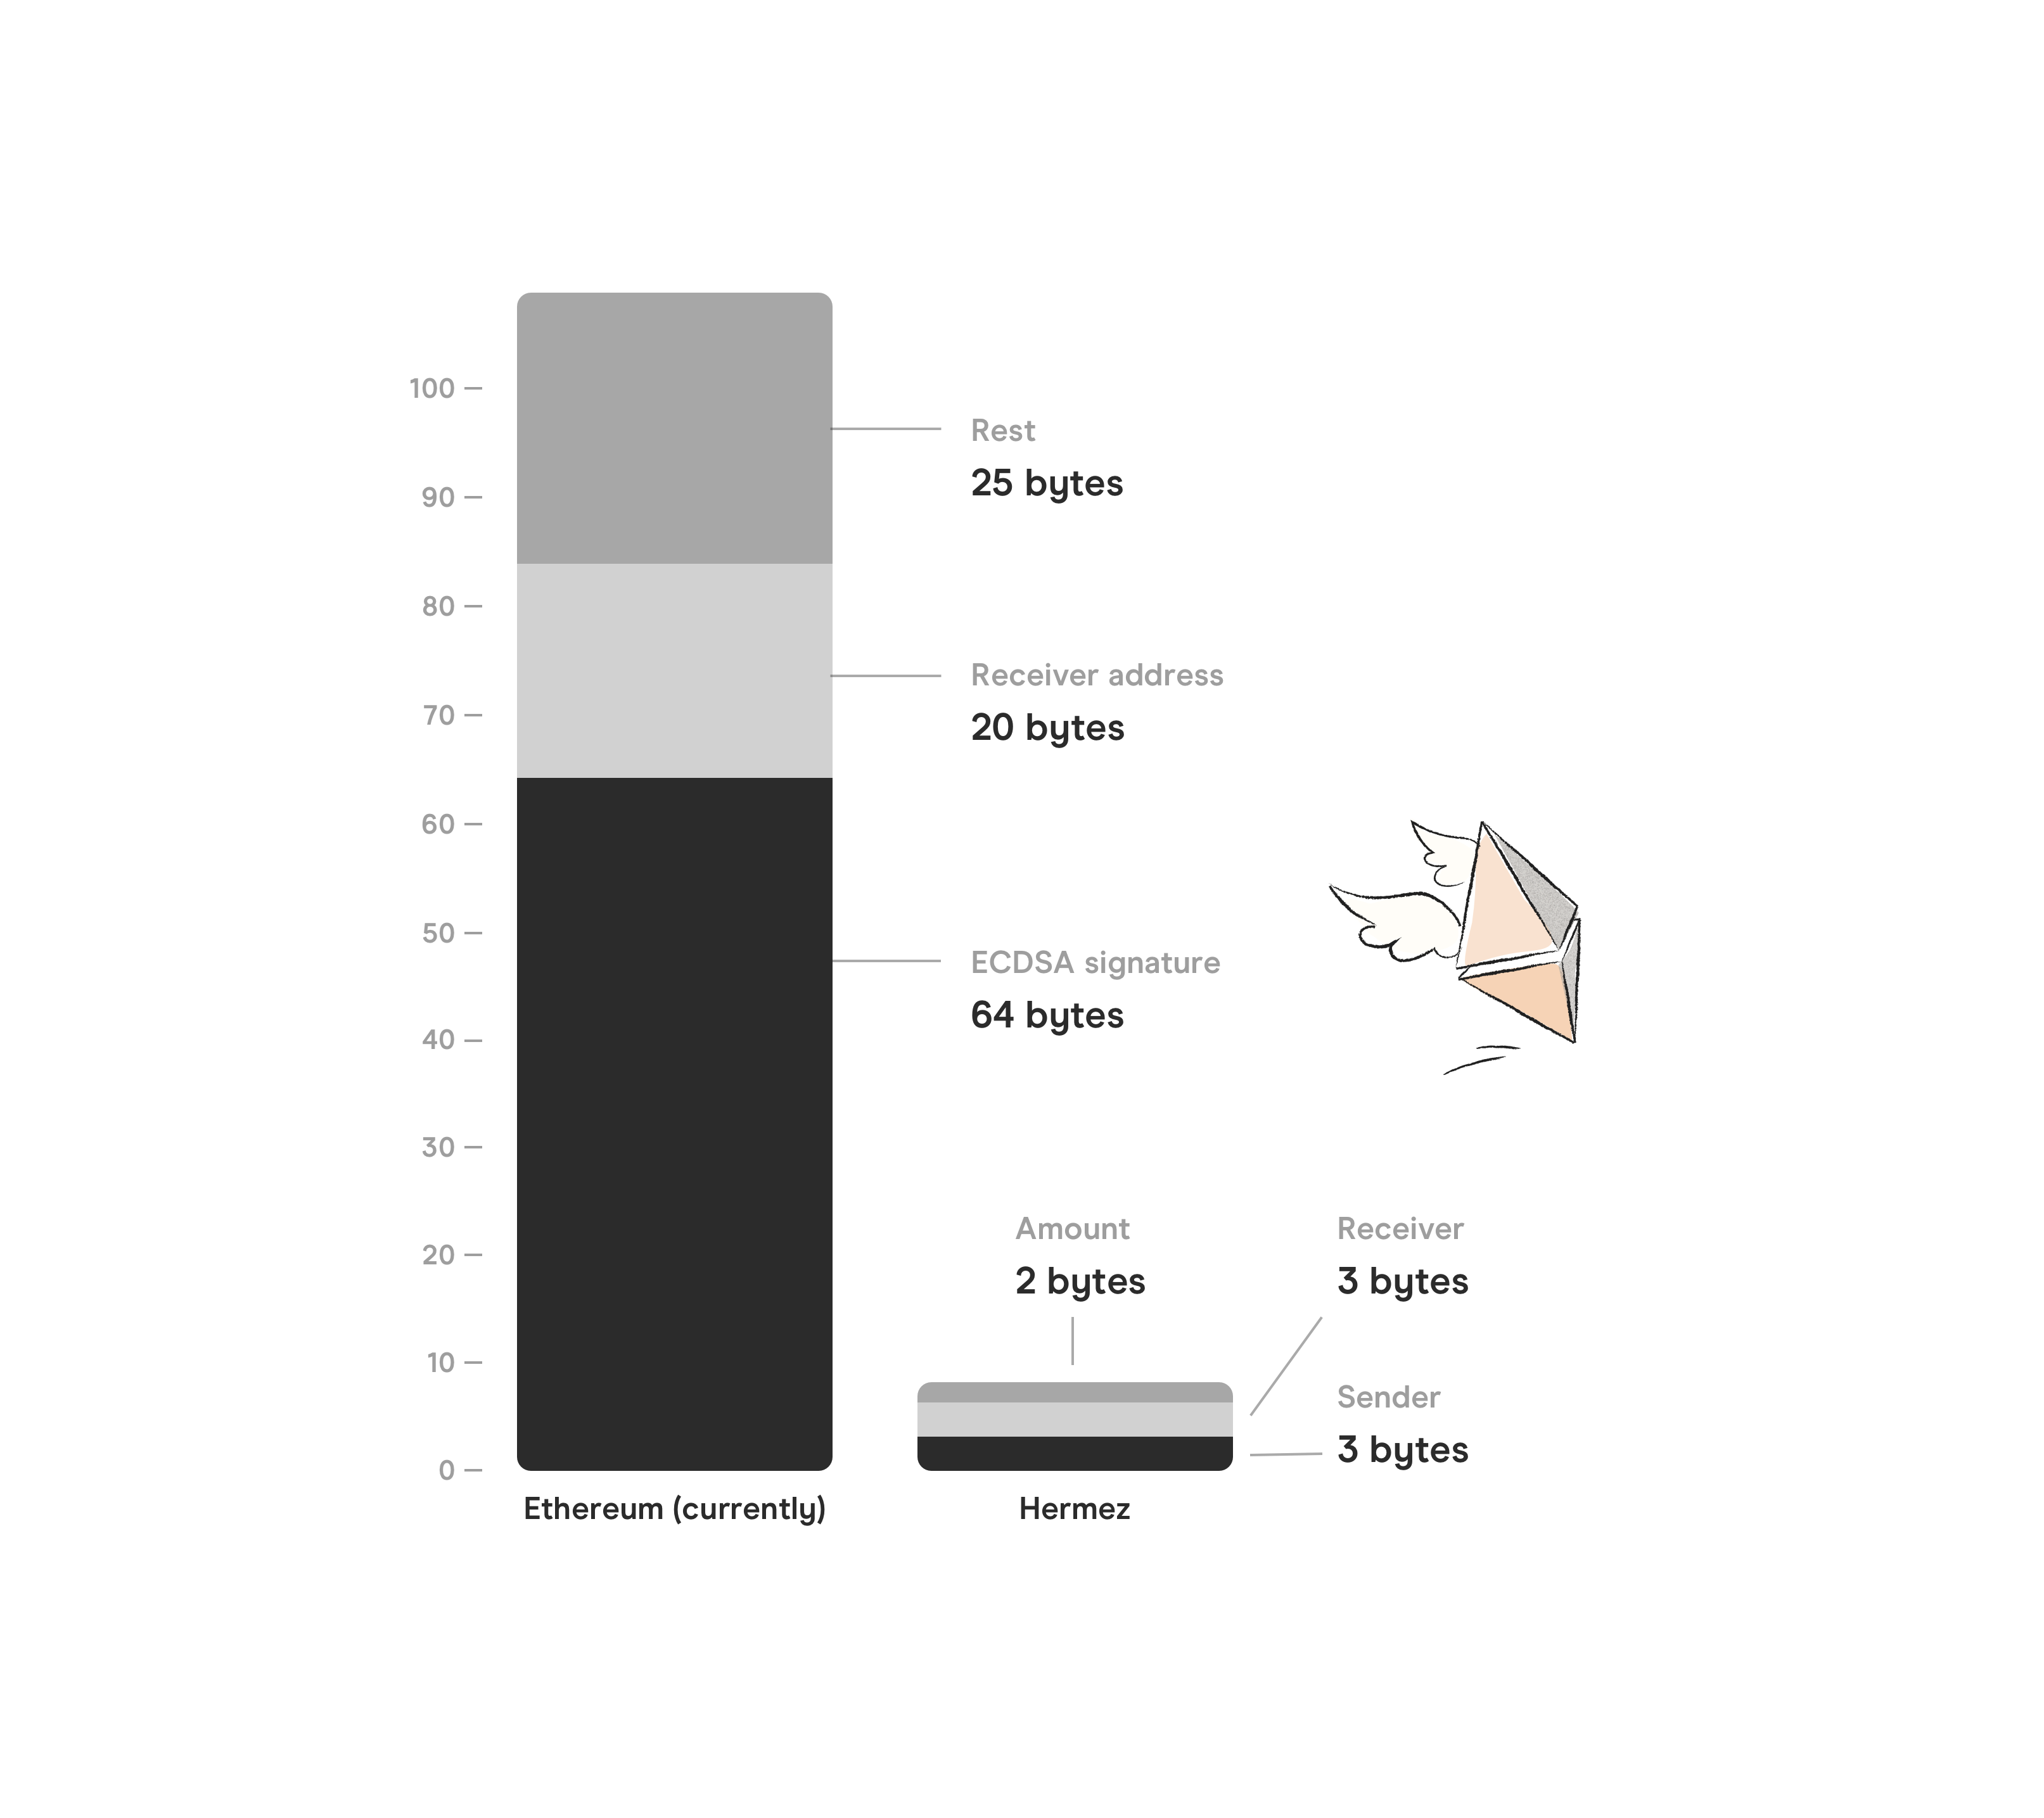 100
90
80
70
60
50
40
30
20
10
0
Rest
25 bytes
Receiver address
20 bytes
ECDSA signature
64 bytes
Amount
2 bytes
Receiver
3 bytes
Sender
3 bytes
Ethereum (currently)
Hermez